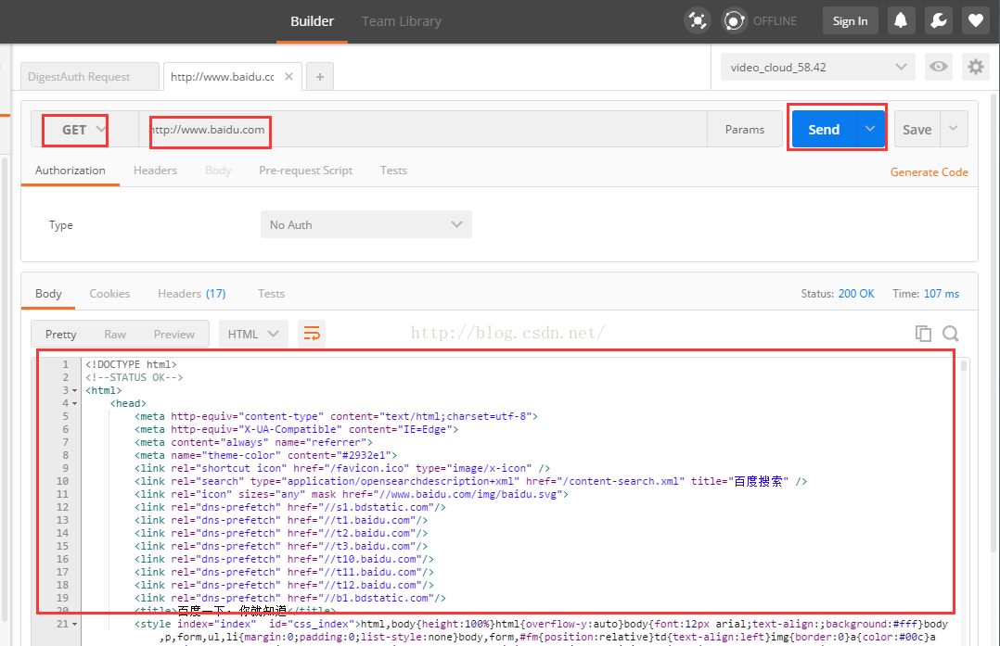 Builder Team Library OFFLINE Sign In
DigestAuth Request http://www.baidu.cc × + video_cloud_58.42
GET http://www.baidu.com Params Send Save
Authorization Headers Body Pre-request Script Tests Generate Code
Type No Auth
Body Cookies Headers (17) Tests Status: 200 OK Time: 107 ms
Pretty Raw Preview HTML http://blog.csdn.net/
1 <!DOCTYPE html>
2 <!--STATUS OK-->
3 <html>
4 <head>
5 <meta http-equiv="content-type" content="text/html;charset=utf-8">
6 <meta http-equiv="X-UA-Compatible" content="IE=Edge">
7 <meta content="always" name="referrer">
8 <meta name="theme-color" content="#2932e1">
9 <link rel="shortcut icon" href="/favicon.ico" type="image/x-icon" />
10 <link rel="search" type="application/opensearchdescription+xml" href="/content-search.xml" title="百度搜索" />
11 <link rel="icon" sizes="any" mask href="//www.baidu.com/img/baidu.svg">
12 <link rel="dns-prefetch" href="//s1.bdstatic.com"/>
13 <link rel="dns-prefetch" href="//t1.baidu.com"/>
14 <link rel="dns-prefetch" href="//t2.baidu.com"/>
15 <link rel="dns-prefetch" href="//t3.baidu.com"/>
16 <link rel="dns-prefetch" href="//t10.baidu.com"/>
17 <link rel="dns-prefetch" href="//t11.baidu.com"/>
18 <link rel="dns-prefetch" href="//t12.baidu.com"/>
19 <link rel="dns-prefetch" href="//b1.bdstatic.com"/>
20 <title>百度一下，你就知道</title>
21 <style index="index" id="css_index">html,body{height:100%}html{overflow-y:auto}body{font:12px arial;text-align:;background:#fff}body
,p,form,ul,li{margin:0;padding:0;list-style:none}body,form,#fm{position:relative}td{text-align:left}img{border:0}a{color:#00c}a